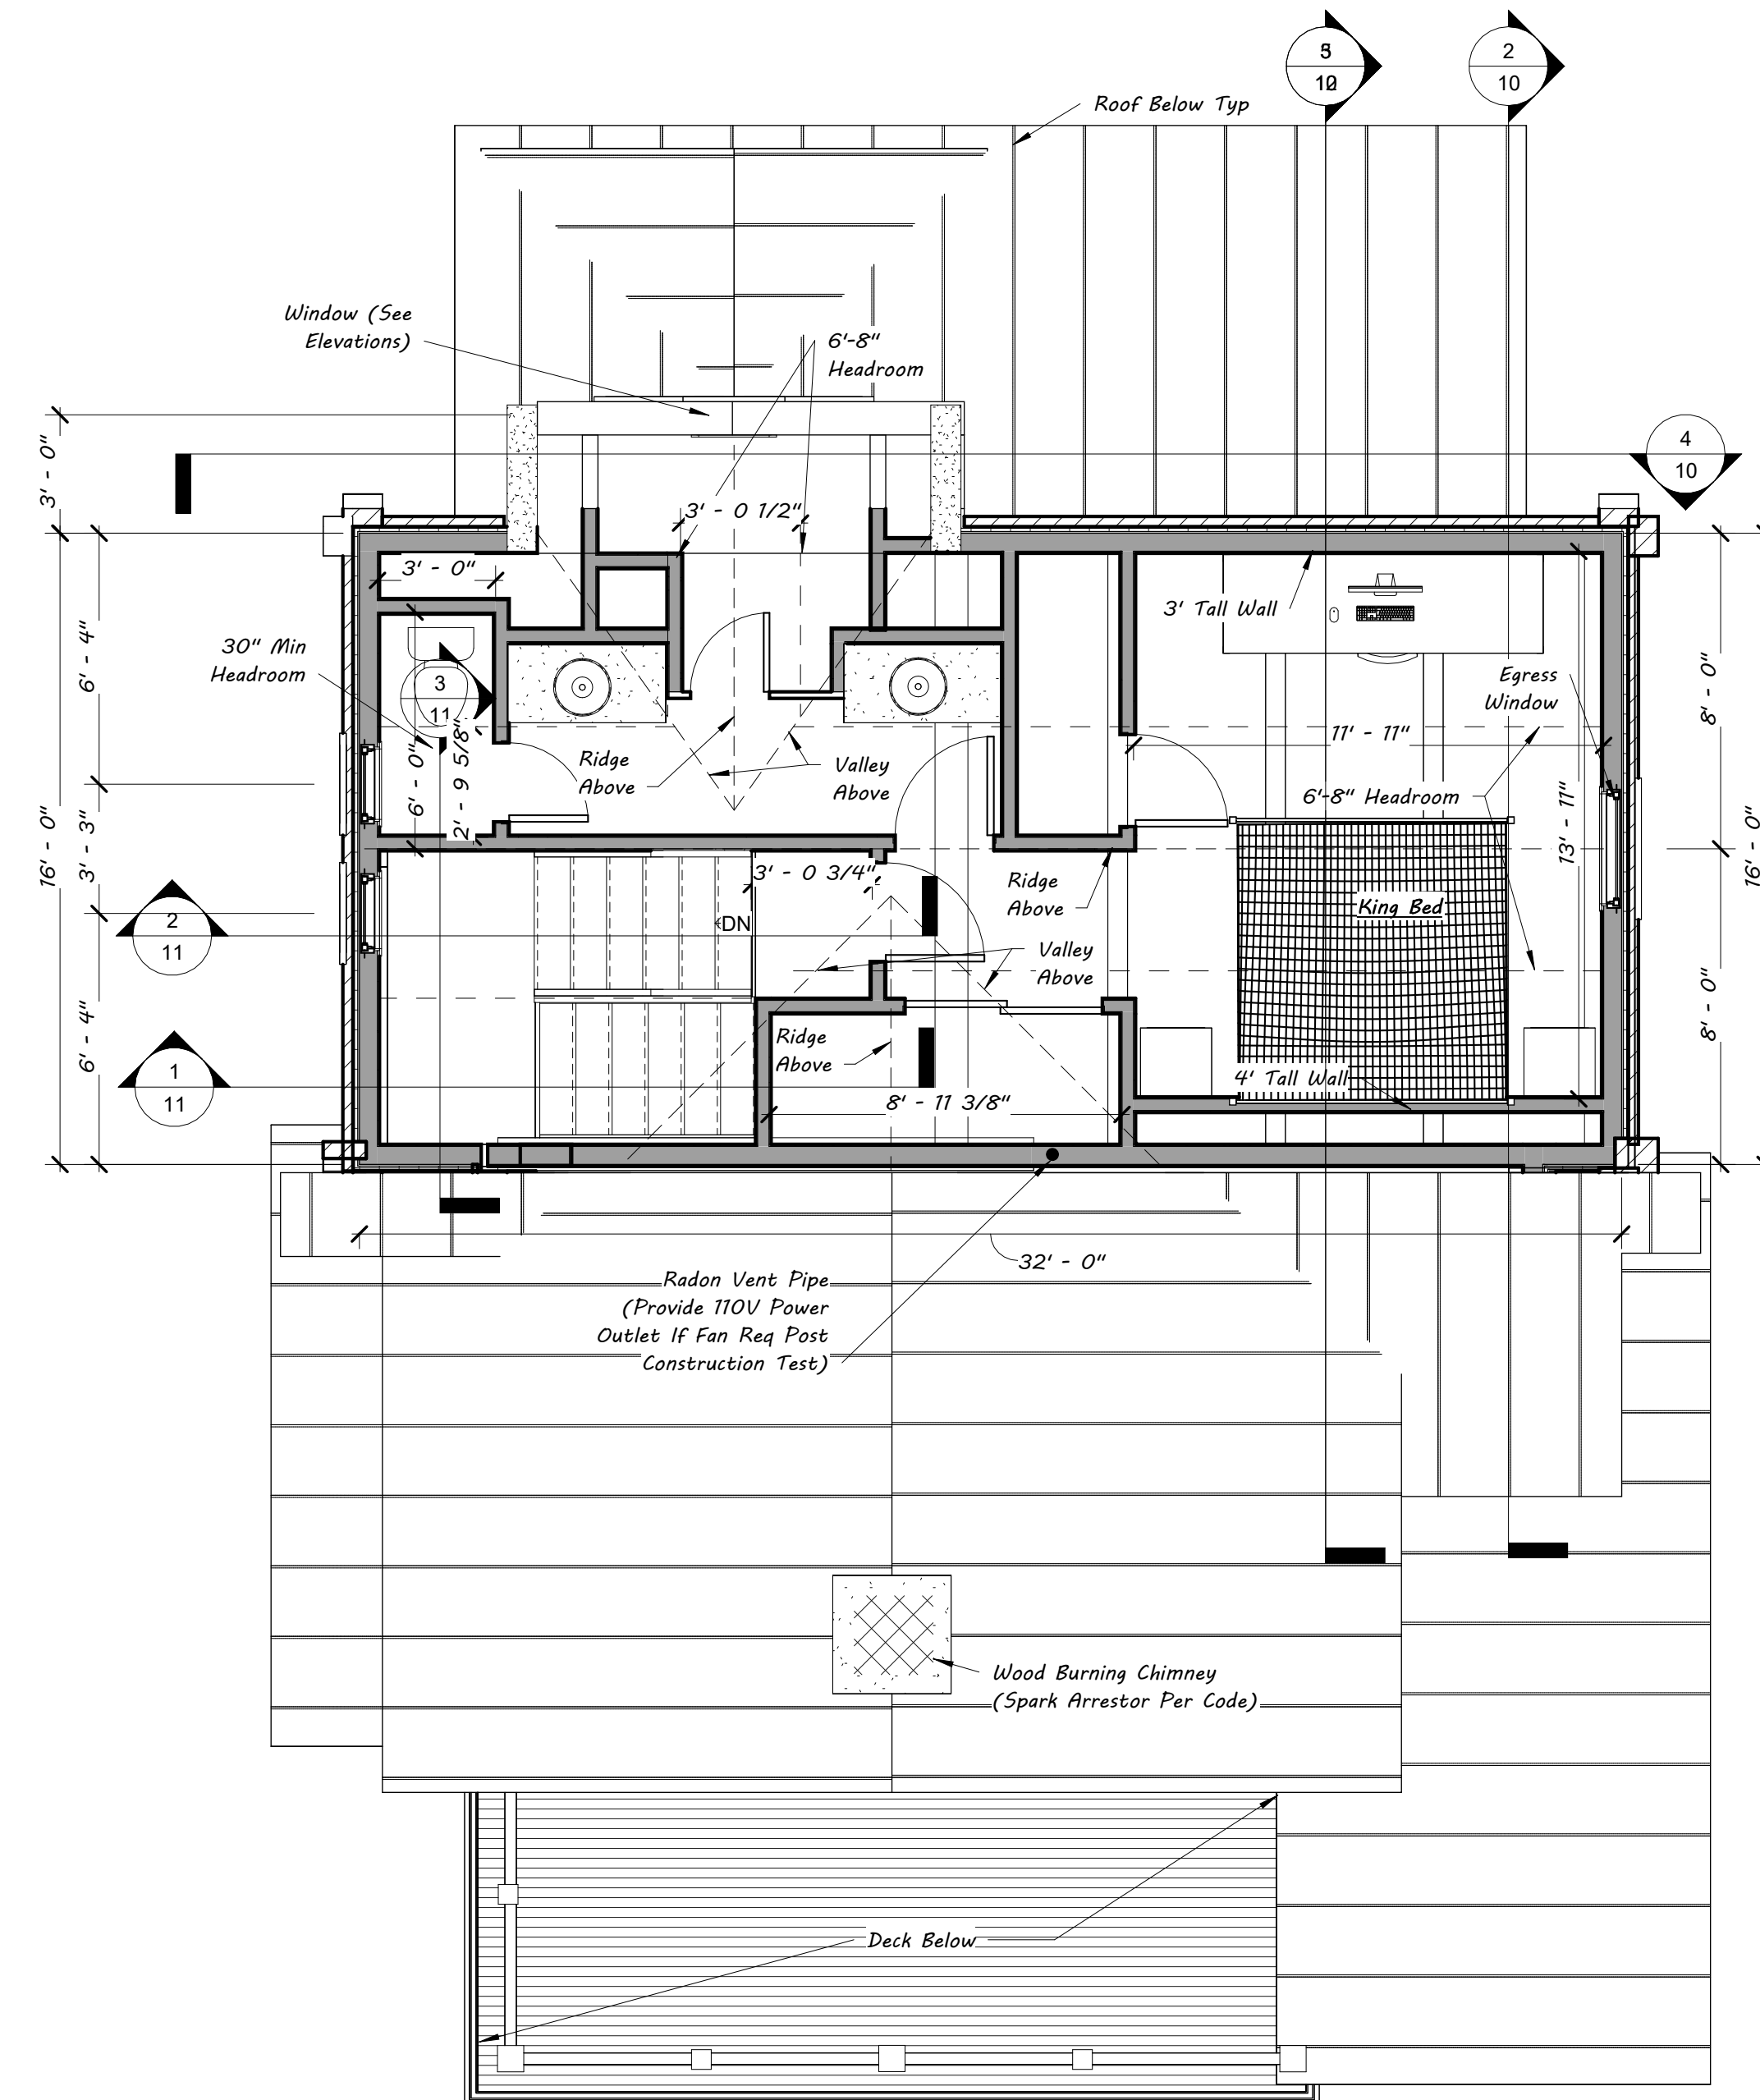 2
10
Roof Below Typ
Window (See
Elevations)
6'-8"
Headroom
3' - 0"
4
10
3' - 0 1/2"
3' - 0"
3' Tall Wall
30" Min
Headroom
6' - 4"
3
11
Egress
Window
8' - 0"
11' - 11"
Ridge
Above
Valley
Above
6' - 0"
2' - 9 5/8"
6'-8" Headroom
13' - 11"
16' - 0"
3' - 3"
16' - 0"
3' - 0 3/4"
Ridge
Above
King Bed
2
11
DN
Valley
Above
6' - 4"
8' - 0"
Ridge
Above
1
11
4' Tall Wall
8' - 11 3/8"
32' - 0"
Radon Vent Pipe
(Provide 110V Power
Outlet If Fan Req Post
Construction Test)
Wood Burning Chimney
(Spark Arrestor Per Code)
Deck Below